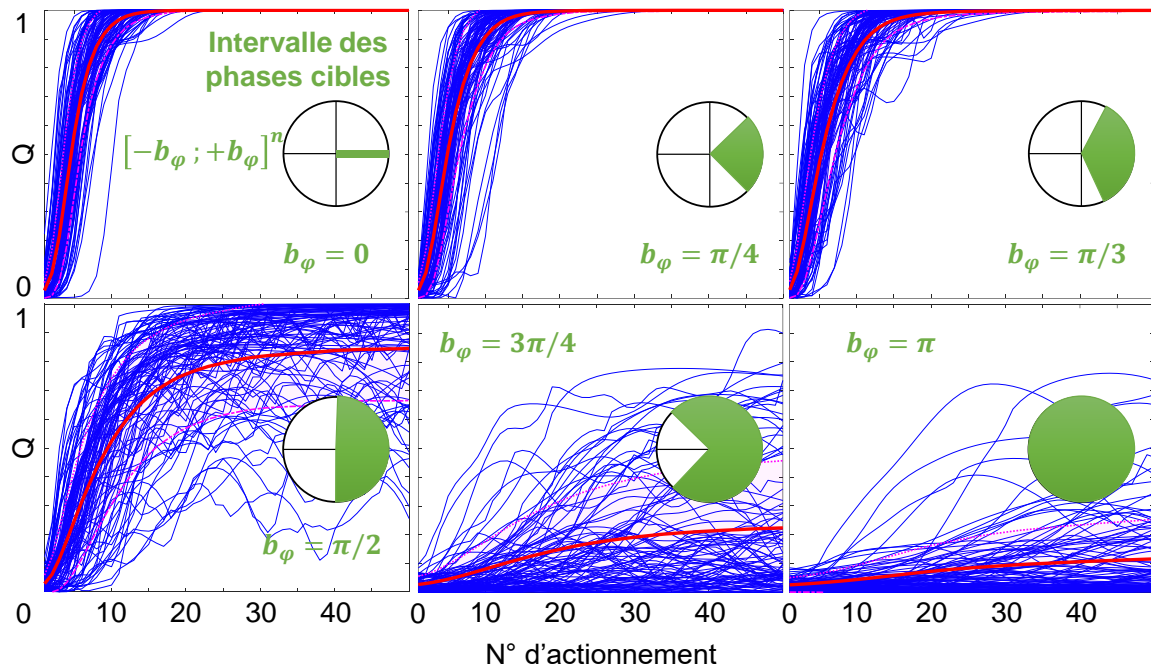 1
Intervalle des
phases cibles
Q
[−b_φ ; +b_φ]^n
b_φ = 0
b_φ = π/4
b_φ = π/3
0
1
b_φ = 3π/4
b_φ = π
Q
b_φ = π/2
0 10 20 30 40 0 10 20 30 40 0 10 20 30 40
N° d'actionnement